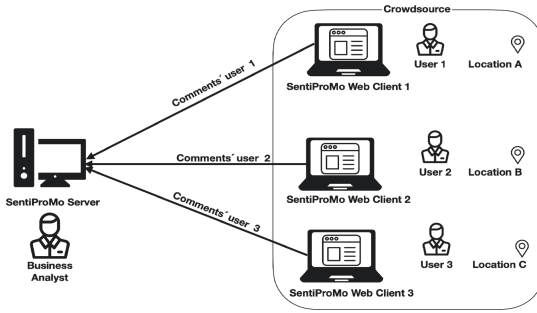 Crowdsource
User 1
Location A
SentiProMo Web Client 1
Comments´user 1
Comments´user 2
User 2
Location B
SentiProMo Web Client 2
SentiProMo Server
Comments´user 3
Business
Analyst
User 3
Location C
SentiProMo Web Client 3